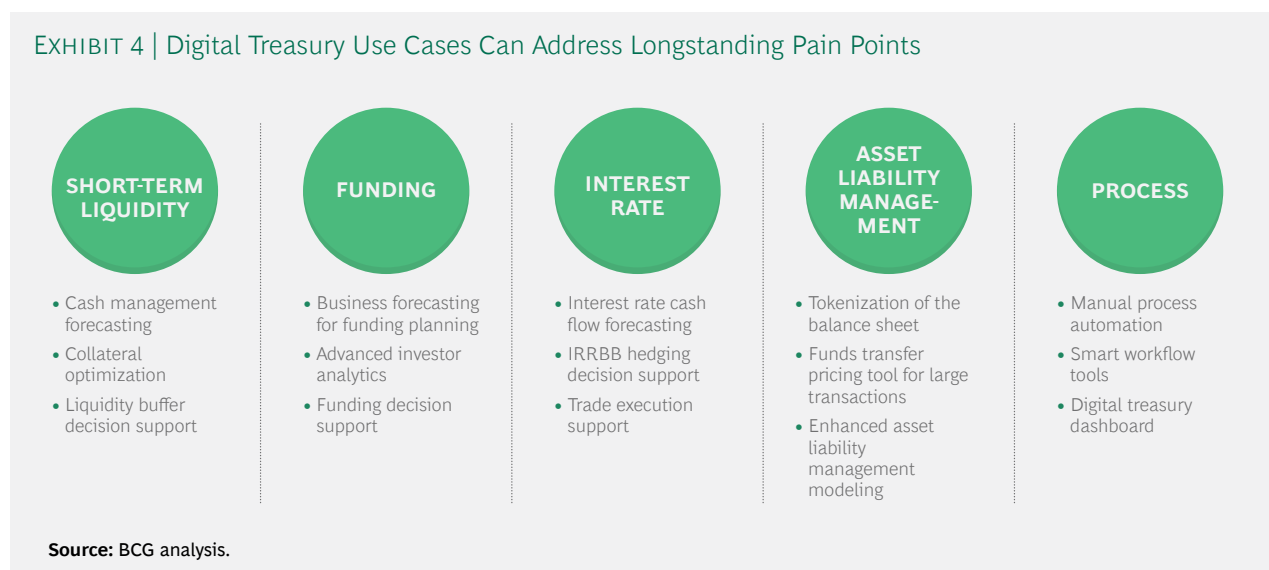 EXHIBIT 4 | Digital Treasury Use Cases Can Address Longstanding Pain Points
SHORT-TERM
LIQUIDITY
• Cash management
forecasting
• Collateral
optimization
• Liquidity buffer
decision support
FUNDING
• Business forecasting
for funding planning
• Advanced investor
analytics
• Funding decision
support
INTEREST
RATE
• Interest rate cash
flow forecasting
• IRRBB hedging
decision support
• Trade execution
support
ASSET
LIABILITY
MANAGE-
MENT
• Tokenization of the
balance sheet
• Funds transfer
pricing tool for large
transactions
• Enhanced asset
liability
management
modeling
PROCESS
• Manual process
automation
• Smart workflow
tools
• Digital treasury
dashboard
Source: BCG analysis.